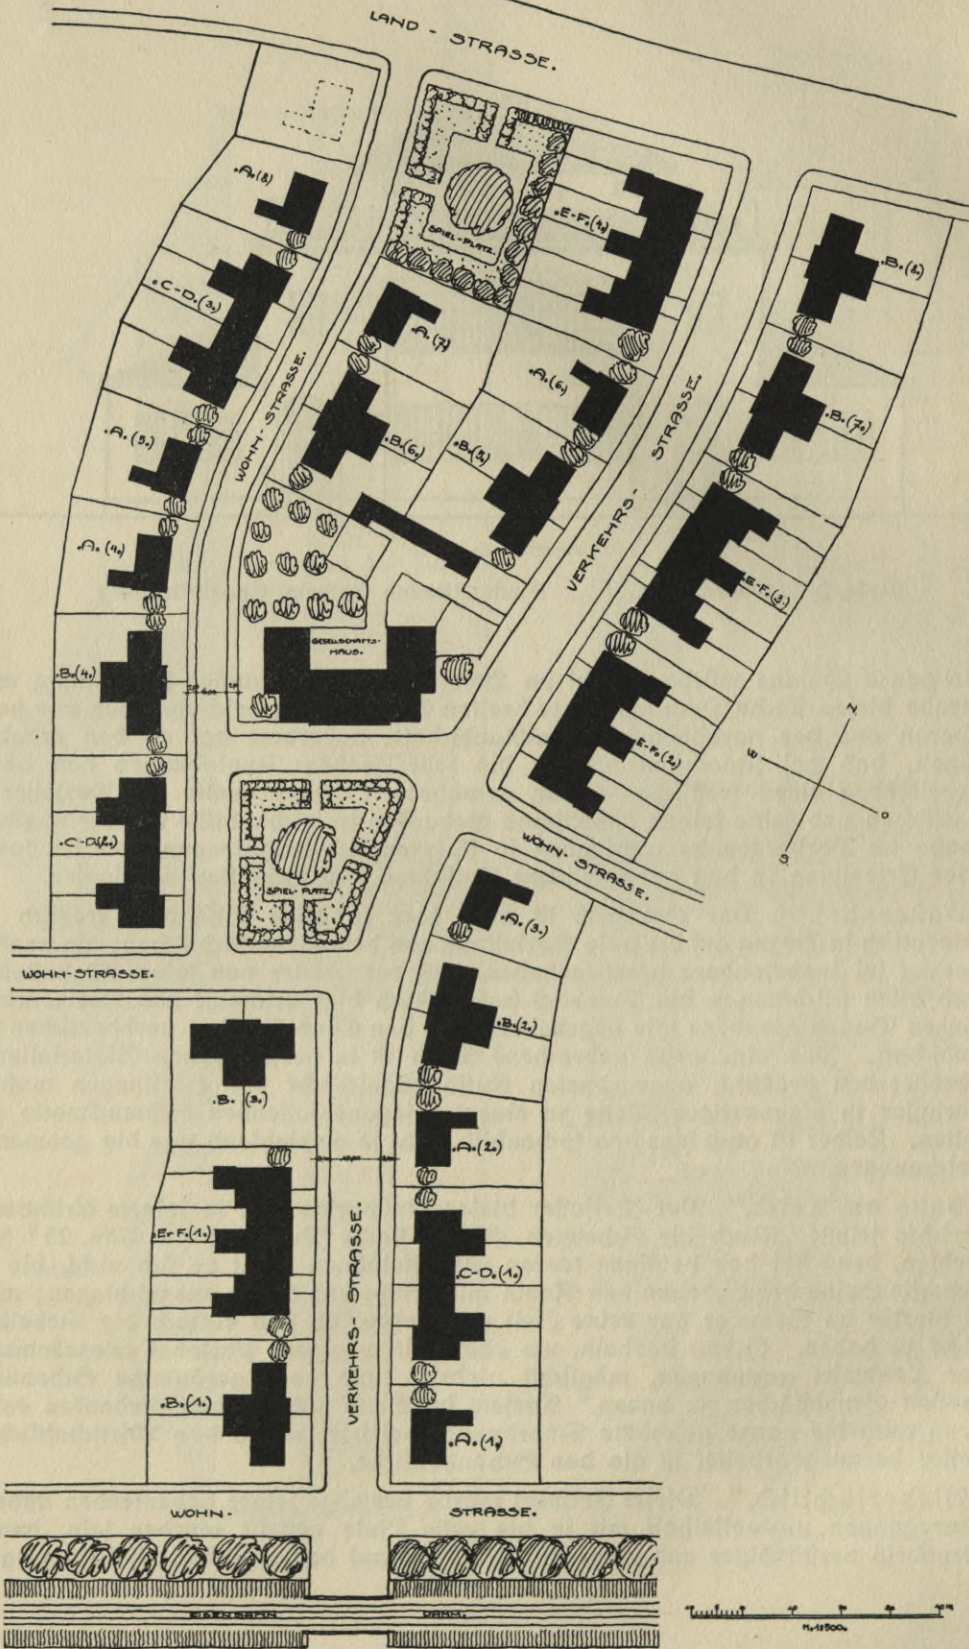 LAND - STRASSE.
.A.(8.)
E-F.(4.)
SPIEL-PLATZ.
.B.(8.)
.C-D.(3.)
.A.(7.)
.A.(6.)
WOHN-STRASSE.
STRASSE.
.B.(7.)
.A.(5.)
.B.(6.)
.B.(5.)
VERKEHRS-
.A.(4.)
E-F.(3.)
GESELLSCHAFTS-
HAUS.
.B.(4.)
E-F.(2.)
W
O
S
.C-D.(2.)
SPIEL-PLATZ.
WOHN-STRASSE.
.A.(3.)
WOHN-STRASSE.
.B.(2.)
.B.(3.)
.A.(2.)
.C-D.(1.)
VERKEHRS-STRASSE.
.B.(1.)
.A.(1.)
WOHN-
STRASSE.
EISENBAHN
DAMM.
M.1:1500.